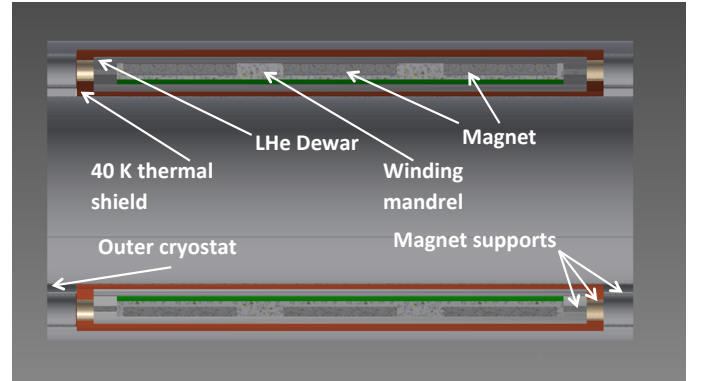 LHe Dewar
Magnet
40 K thermal
shield
Winding
mandrel
Outer cryostat
Magnet supports